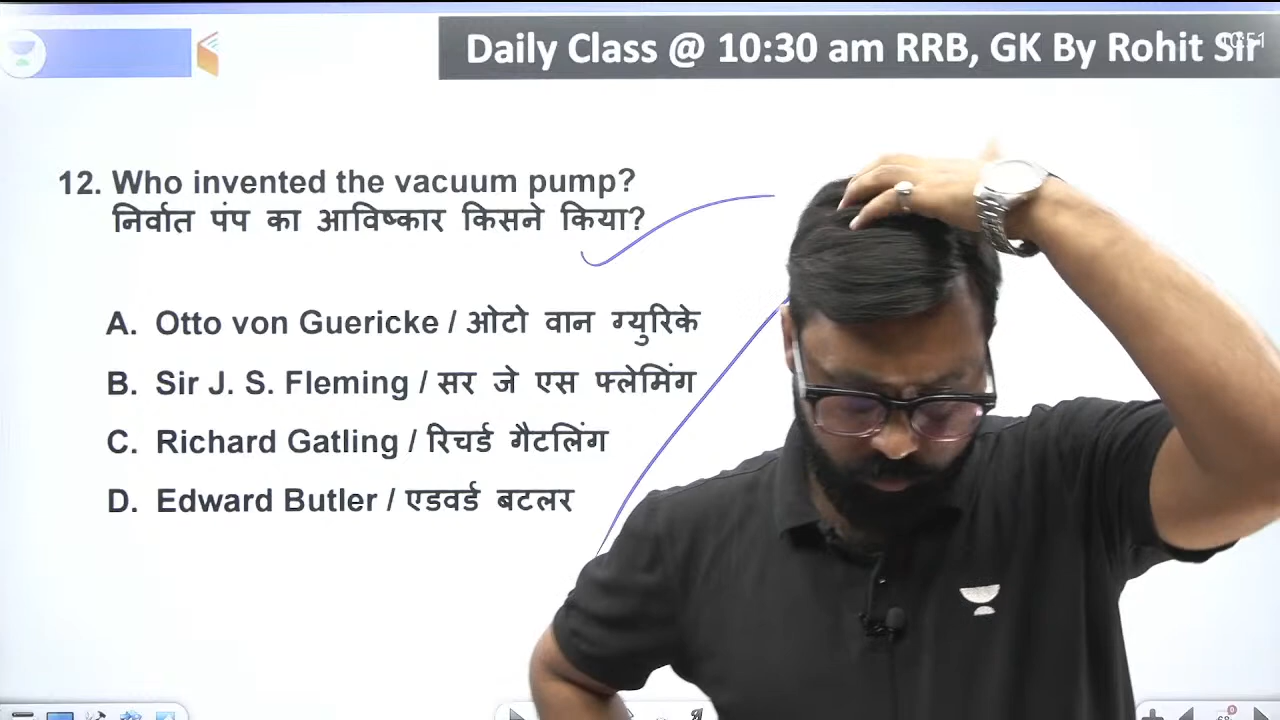 Daily Class @ 10:30 am RRB, GK By Rohit Sir
12. Who invented the vacuum pump?
निर्वात पंप का आविष्कार किसने किया?
A. Otto von Guericke / ओटो वान ग्युरिके
B. Sir J. S. Fleming / सर जे एस फ्लेमिंग
C. Richard Gatling / रिचर्ड गैटलिंग
D. Edward Butler / एडवर्ड बटलर